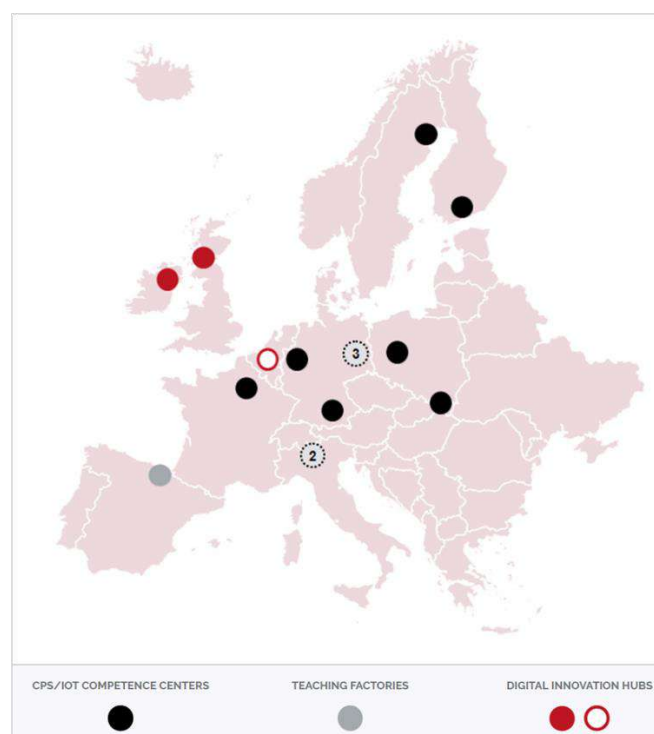 3
2
CPS/IOT COMPETENCE CENTERS
TEACHING FACTORIES
DIGITAL INNOVATION HUBS